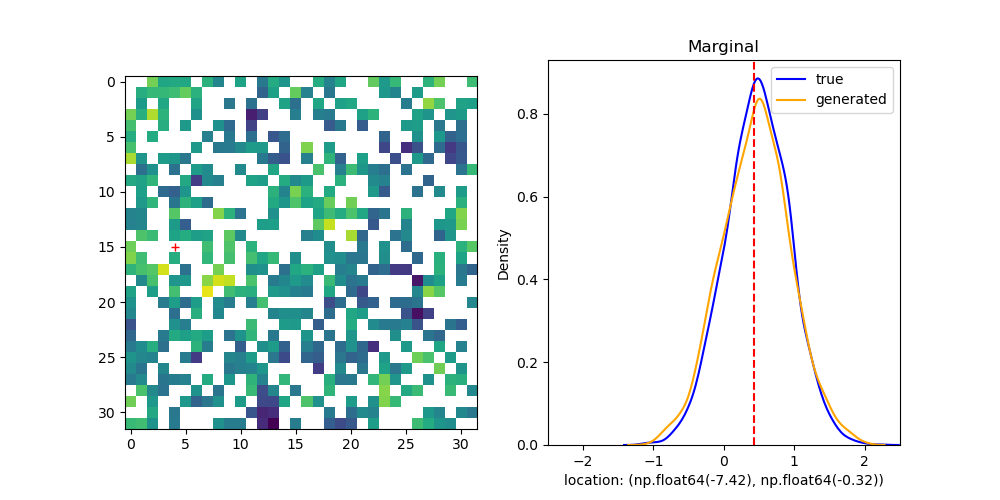 Marginal
true
generated
Density
0
5
10
15
20
25
30
0 5 10 15 20 25 30
0.8
0.6
0.4
0.2
0.0
−2 −1 0 1 2
location: (np.float64(-7.42), np.float64(-0.32))